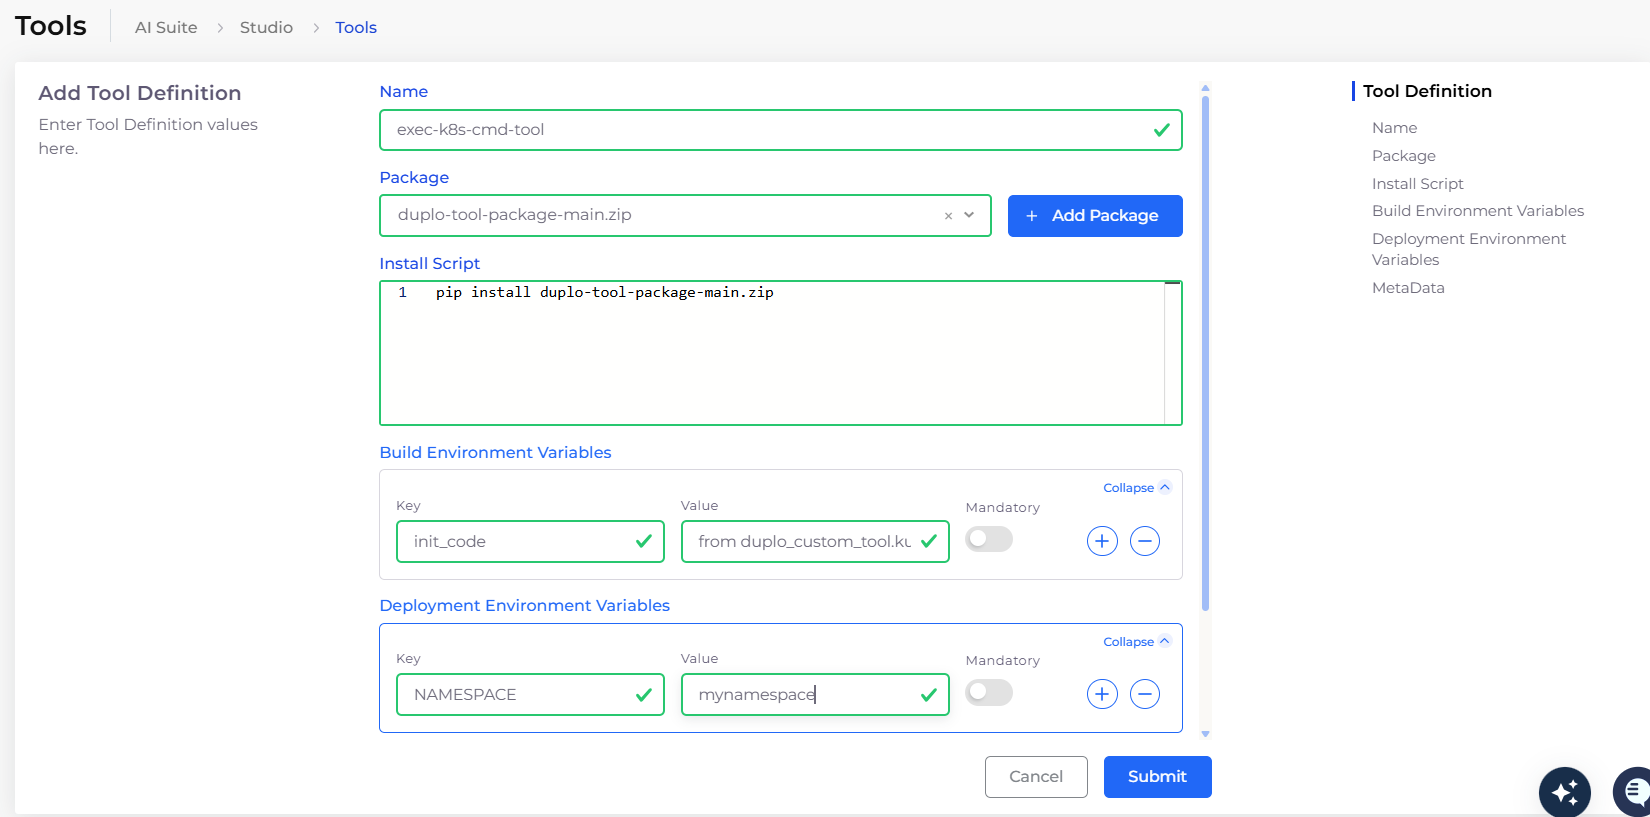 Tools
AI Suite > Studio > Tools
Add Tool Definition
Enter Tool Definition values
here.
Name
exec-k8s-cmd-tool
Package
duplo-tool-package-main.zip
+ Add Package
Install Script
1 pip install duplo-tool-package-main.zip
Build Environment Variables
Collapse
Key Value Mandatory
init_code from duplo_custom_tool.ku
Deployment Environment Variables
Collapse
Key Value Mandatory
NAMESPACE mynamespace
Cancel Submit
Tool Definition
Name
Package
Install Script
Build Environment Variables
Deployment Environment
Variables
MetaData